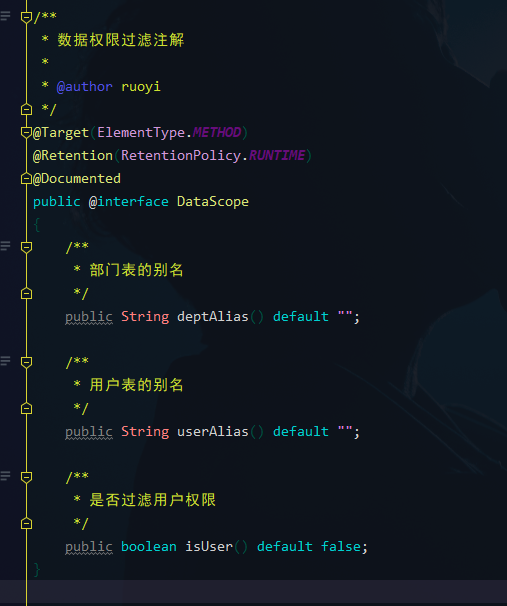 /**
 * 数据权限过滤注解
 *
 * @author ruoyi
 */
@Target(ElementType.METHOD)
@Retention(RetentionPolicy.RUNTIME)
@Documented
public @interface DataScope
{
    /**
     * 部门表的别名
     */
    public String deptAlias() default "";

    /**
     * 用户表的别名
     */
    public String userAlias() default "";

    /**
     * 是否过滤用户权限
     */
    public boolean isUser() default false;
}